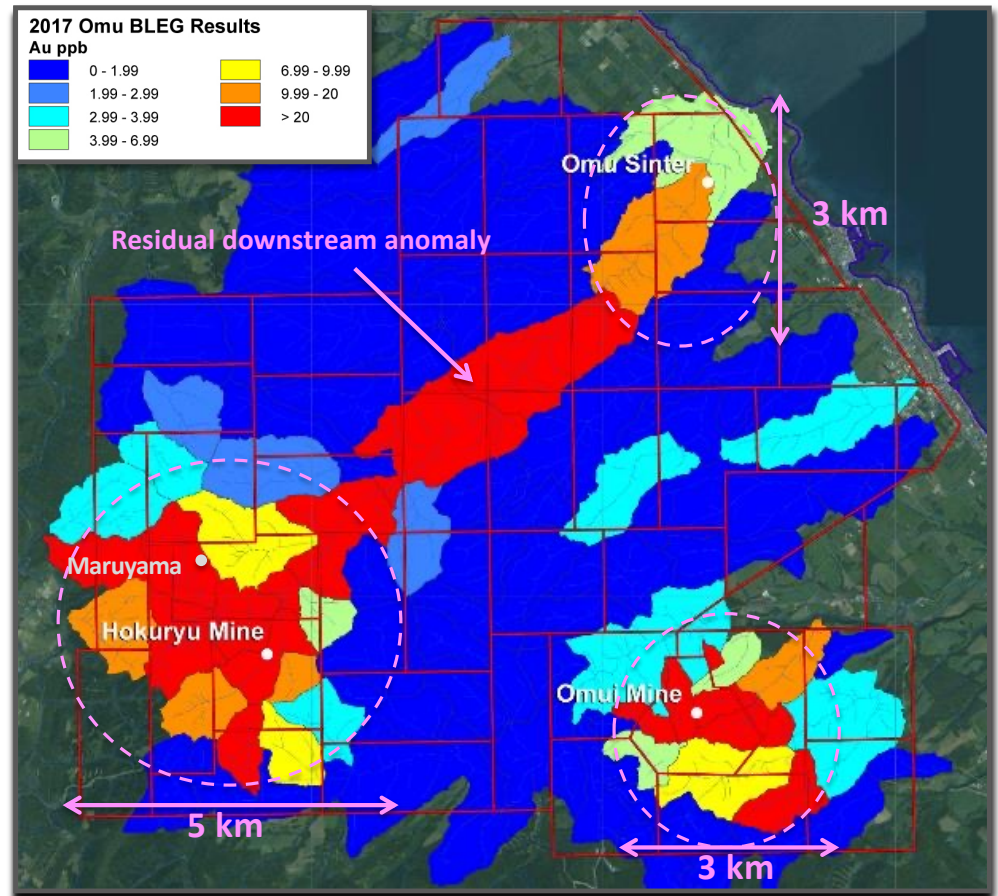 2017 Omu BLEG Results
Au ppb
0 - 1.99
1.99 - 2.99
2.99 - 3.99
3.99 - 6.99
6.99 - 9.99
9.99 - 20
> 20
Omu Sinter
3 km
Residual downstream anomaly
Maruyama
Hokuryu Mine
Omui Mine
5 km
3 km